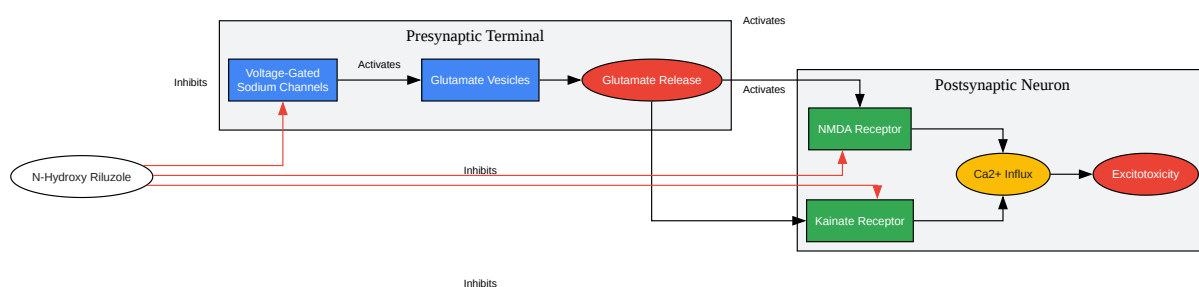 Activates
Presynaptic Terminal
Inhibits
Voltage-Gated
Sodium Channels
Activates
Glutamate Vesicles
Glutamate Release
Activates
Postsynaptic Neuron
NMDA Receptor
N-Hydroxy Riluzole
Inhibits
Ca2+ Influx
Excitotoxicity
Kainate Receptor
Inhibits